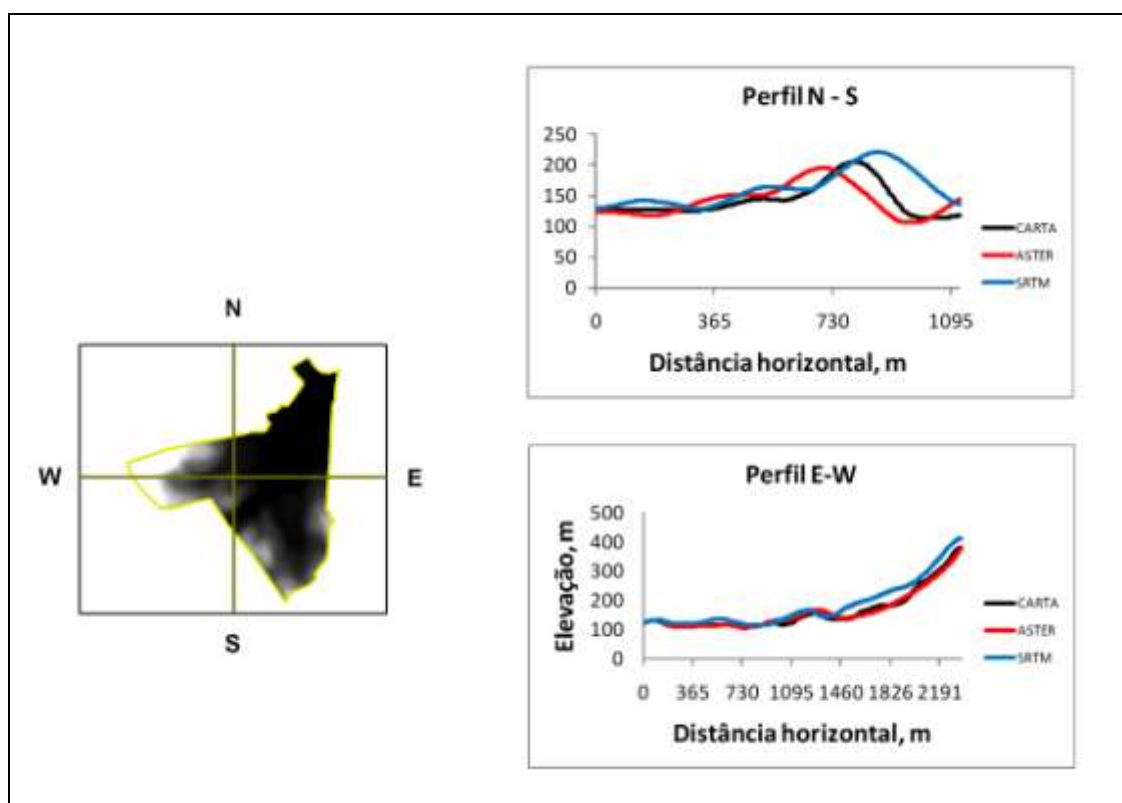 N
W
E
S
Perfil N - S
250
200
150
100
50
0
0 365 730 1095
Distância horizontal, m
CARTA
ASTER
SRTM
Perfil E-W
Elevação, m
500
400
300
200
100
0
0 365 730 1095 1460 1826 2191
Distância horizontal, m
CARTA
ASTER
SRTM